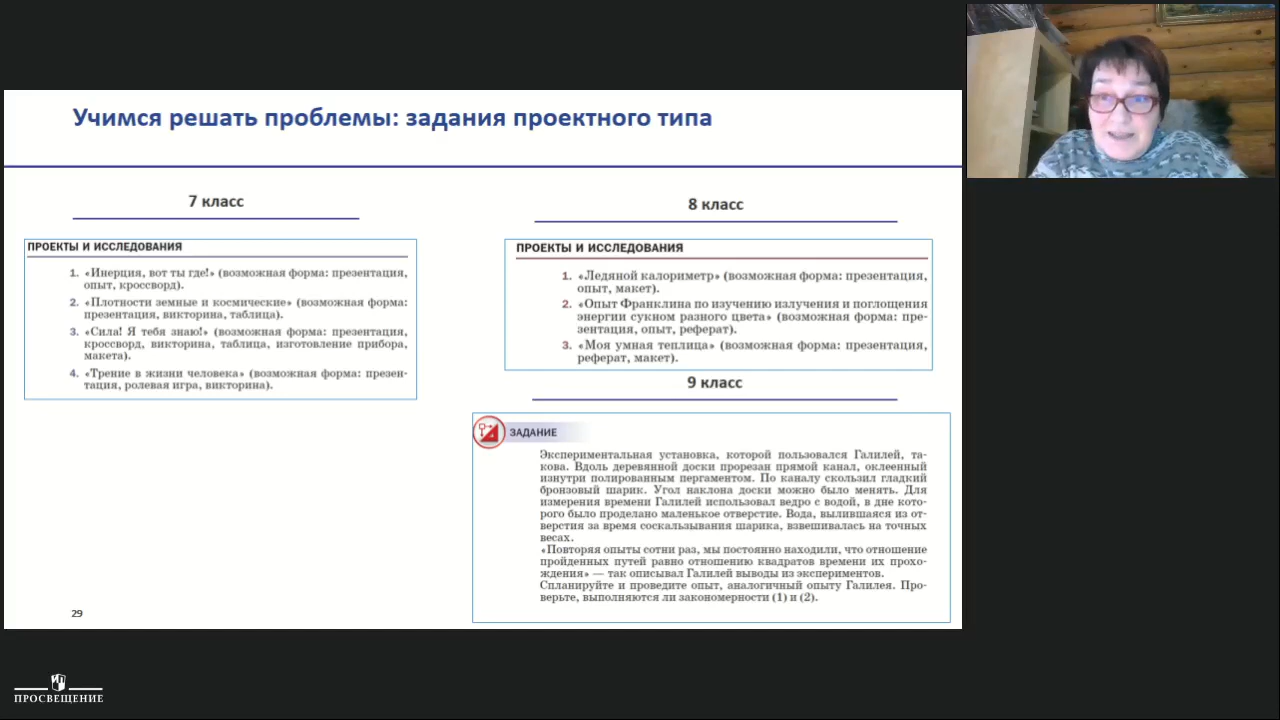 Учимся решать проблемы: задания проектного типа
7 класс
ПРОЕКТЫ И ИССЛЕДОВАНИЯ
1. «Инерция, вот ты где!» (возможная форма: презентация,
опыт, кроссворд).
2. «Плотности земные и космические» (возможная форма:
презентация, викторина, таблица).
3. «Сила! Я тебя знаю!» (возможная форма: презентация,
кроссворд, викторина, таблица, изготовление прибора,
макета).
4. «Трение в жизни человека» (возможная форма: презен-
тация, ролевая игра, викторина).
8 класс
ПРОЕКТЫ И ИССЛЕДОВАНИЯ
1. «Ледяной калориметр» (возможная форма: презентация,
опыт, макет).
2. «Опыт Франклина по изучению излучения и поглощения
энергии сукном разного цвета» (возможная форма: пре-
зентация, опыт, реферат).
3. «Моя умная теплица» (возможная форма: презентация,
реферат, макет).
9 класс
ЗАДАНИЕ
Экспериментальная установка, которой пользовался Галилей, та-
кова. Вдоль деревянной доски прорезан прямой канал, оклеенный
изнутри полированным пергаментом. По каналу скользил гладкий
бронзовый шарик. Угол наклона доски можно было менять. Для
измерения времени Галилей использовал ведро с водой, в дне кото-
рого было проделано маленькое отверстие. Вода, вылившаяся из от-
верстия за время соскальзывания шарика, взвешивалась на точных
весах.
«Повторяя опыты сотни раз, мы постоянно находили, что отношение
пройденных путей равно отношению квадратов времени их прохо-
ждения» — так описывал Галилей выводы из экспериментов.
Спланируйте и проведите опыт, аналогичный опыту Галилея. Про-
верьте, выполняются ли закономерности (1) и (2).
29
ПРОСВЕЩЕНИЕ